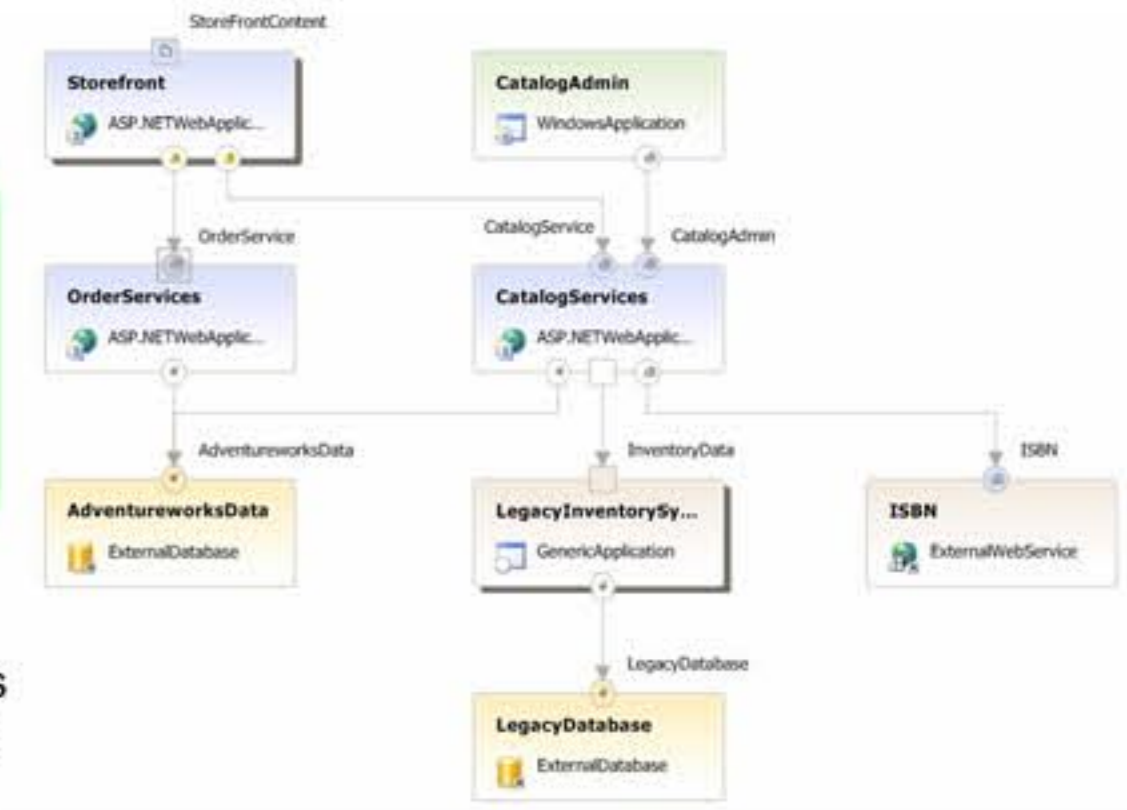 StoreFrontContent
Storefront
ASP.NETWebApplic...
CatalogAdmin
WindowsApplication
OrderService
CatalogService
CatalogAdmin
OrderServices
ASP.NETWebApplic...
CatalogServices
ASP.NETWebApplic...
AdventureworksData
InventoryData
ISBN
AdventureworksData
ExternalDatabase
LegacyInventorySy...
GenericApplication
ISBN
ExternalWebService
LegacyDatabase
LegacyDatabase
ExternalDatabase